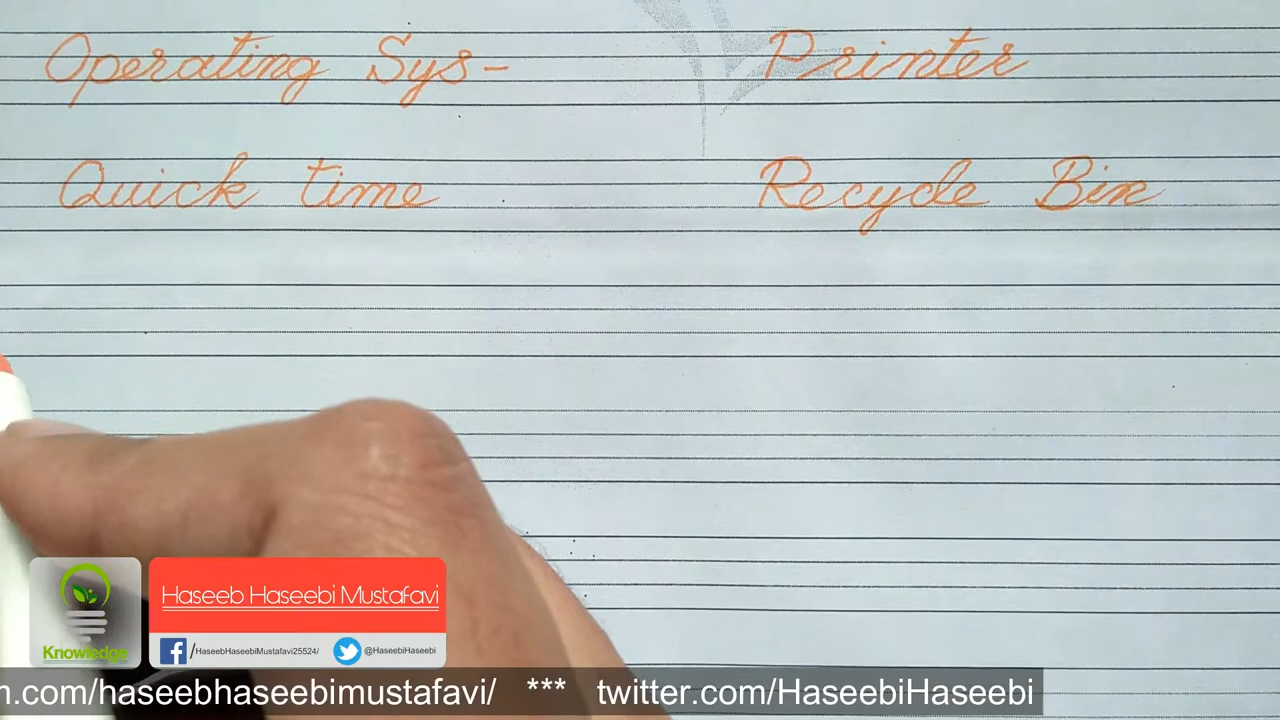 Operating Sys- Printer
Quick time Recycle Bin
Knowledge
Haseeb Haseebi Mustafavi
/HaseebHaseebiMustafavi25524/ @HaseebiHaseebi
m.com/haseebhaseebimustafavi/ *** twitter.com/HaseebiHaseebi